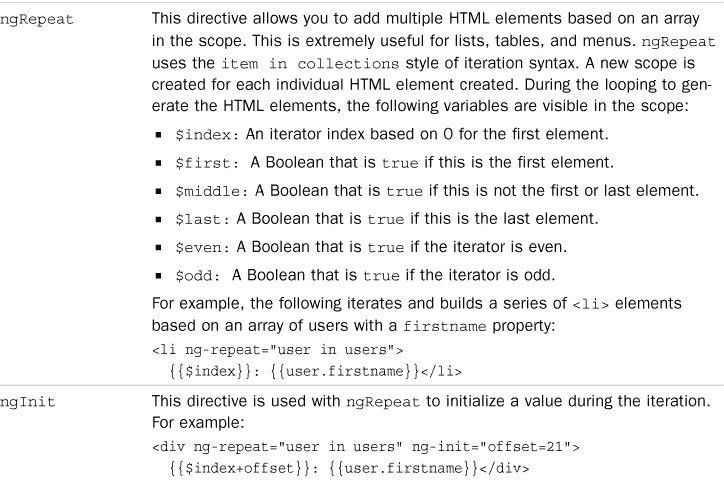 ngRepeat
This directive allows you to add multiple HTML elements based on an array
in the scope. This is extremely useful for lists, tables, and menus. ngRepeat
uses the item in collections style of iteration syntax. A new scope is
created for each individual HTML element created. During the looping to gen-
erate the HTML elements, the following variables are visible in the scope:
■ $index: An iterator index based on 0 for the first element.
■ $first: A Boolean that is true if this is the first element.
■ $middle: A Boolean that is true if this is not the first or last element.
■ $last: A Boolean that is true if this is the last element.
■ $even: A Boolean that is true if the iterator is even.
■ $odd: A Boolean that is true if the iterator is odd.
For example, the following iterates and builds a series of <li> elements
based on an array of users with a firstname property:
<li ng-repeat="user in users">
{{$index}}: {{user.firstname}}</li>
ngInit
This directive is used with ngRepeat to initialize a value during the iteration.
For example:
<div ng-repeat="user in users" ng-init="offset=21">
{{$index+offset}}: {{user.firstname}}</div>